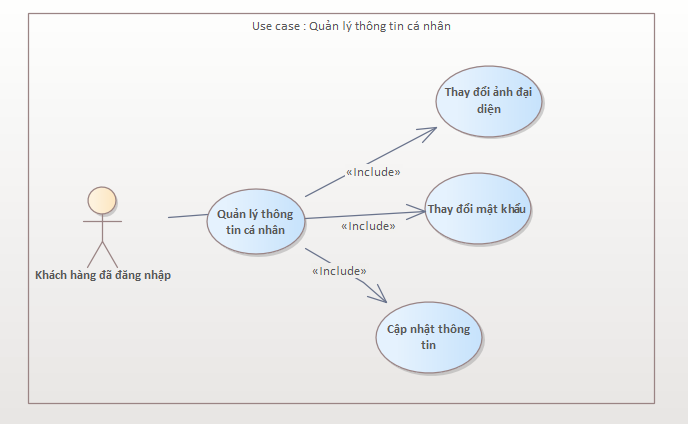 Use case : Quản lý thông tin cá nhân
Thay đổi ảnh đại
diện
«Include»
Thay đổi mật khẩu
Quản lý thông
tin cá nhân
«Include»
Khách hàng đã đăng nhập
«Include»
Cập nhật thông
tin